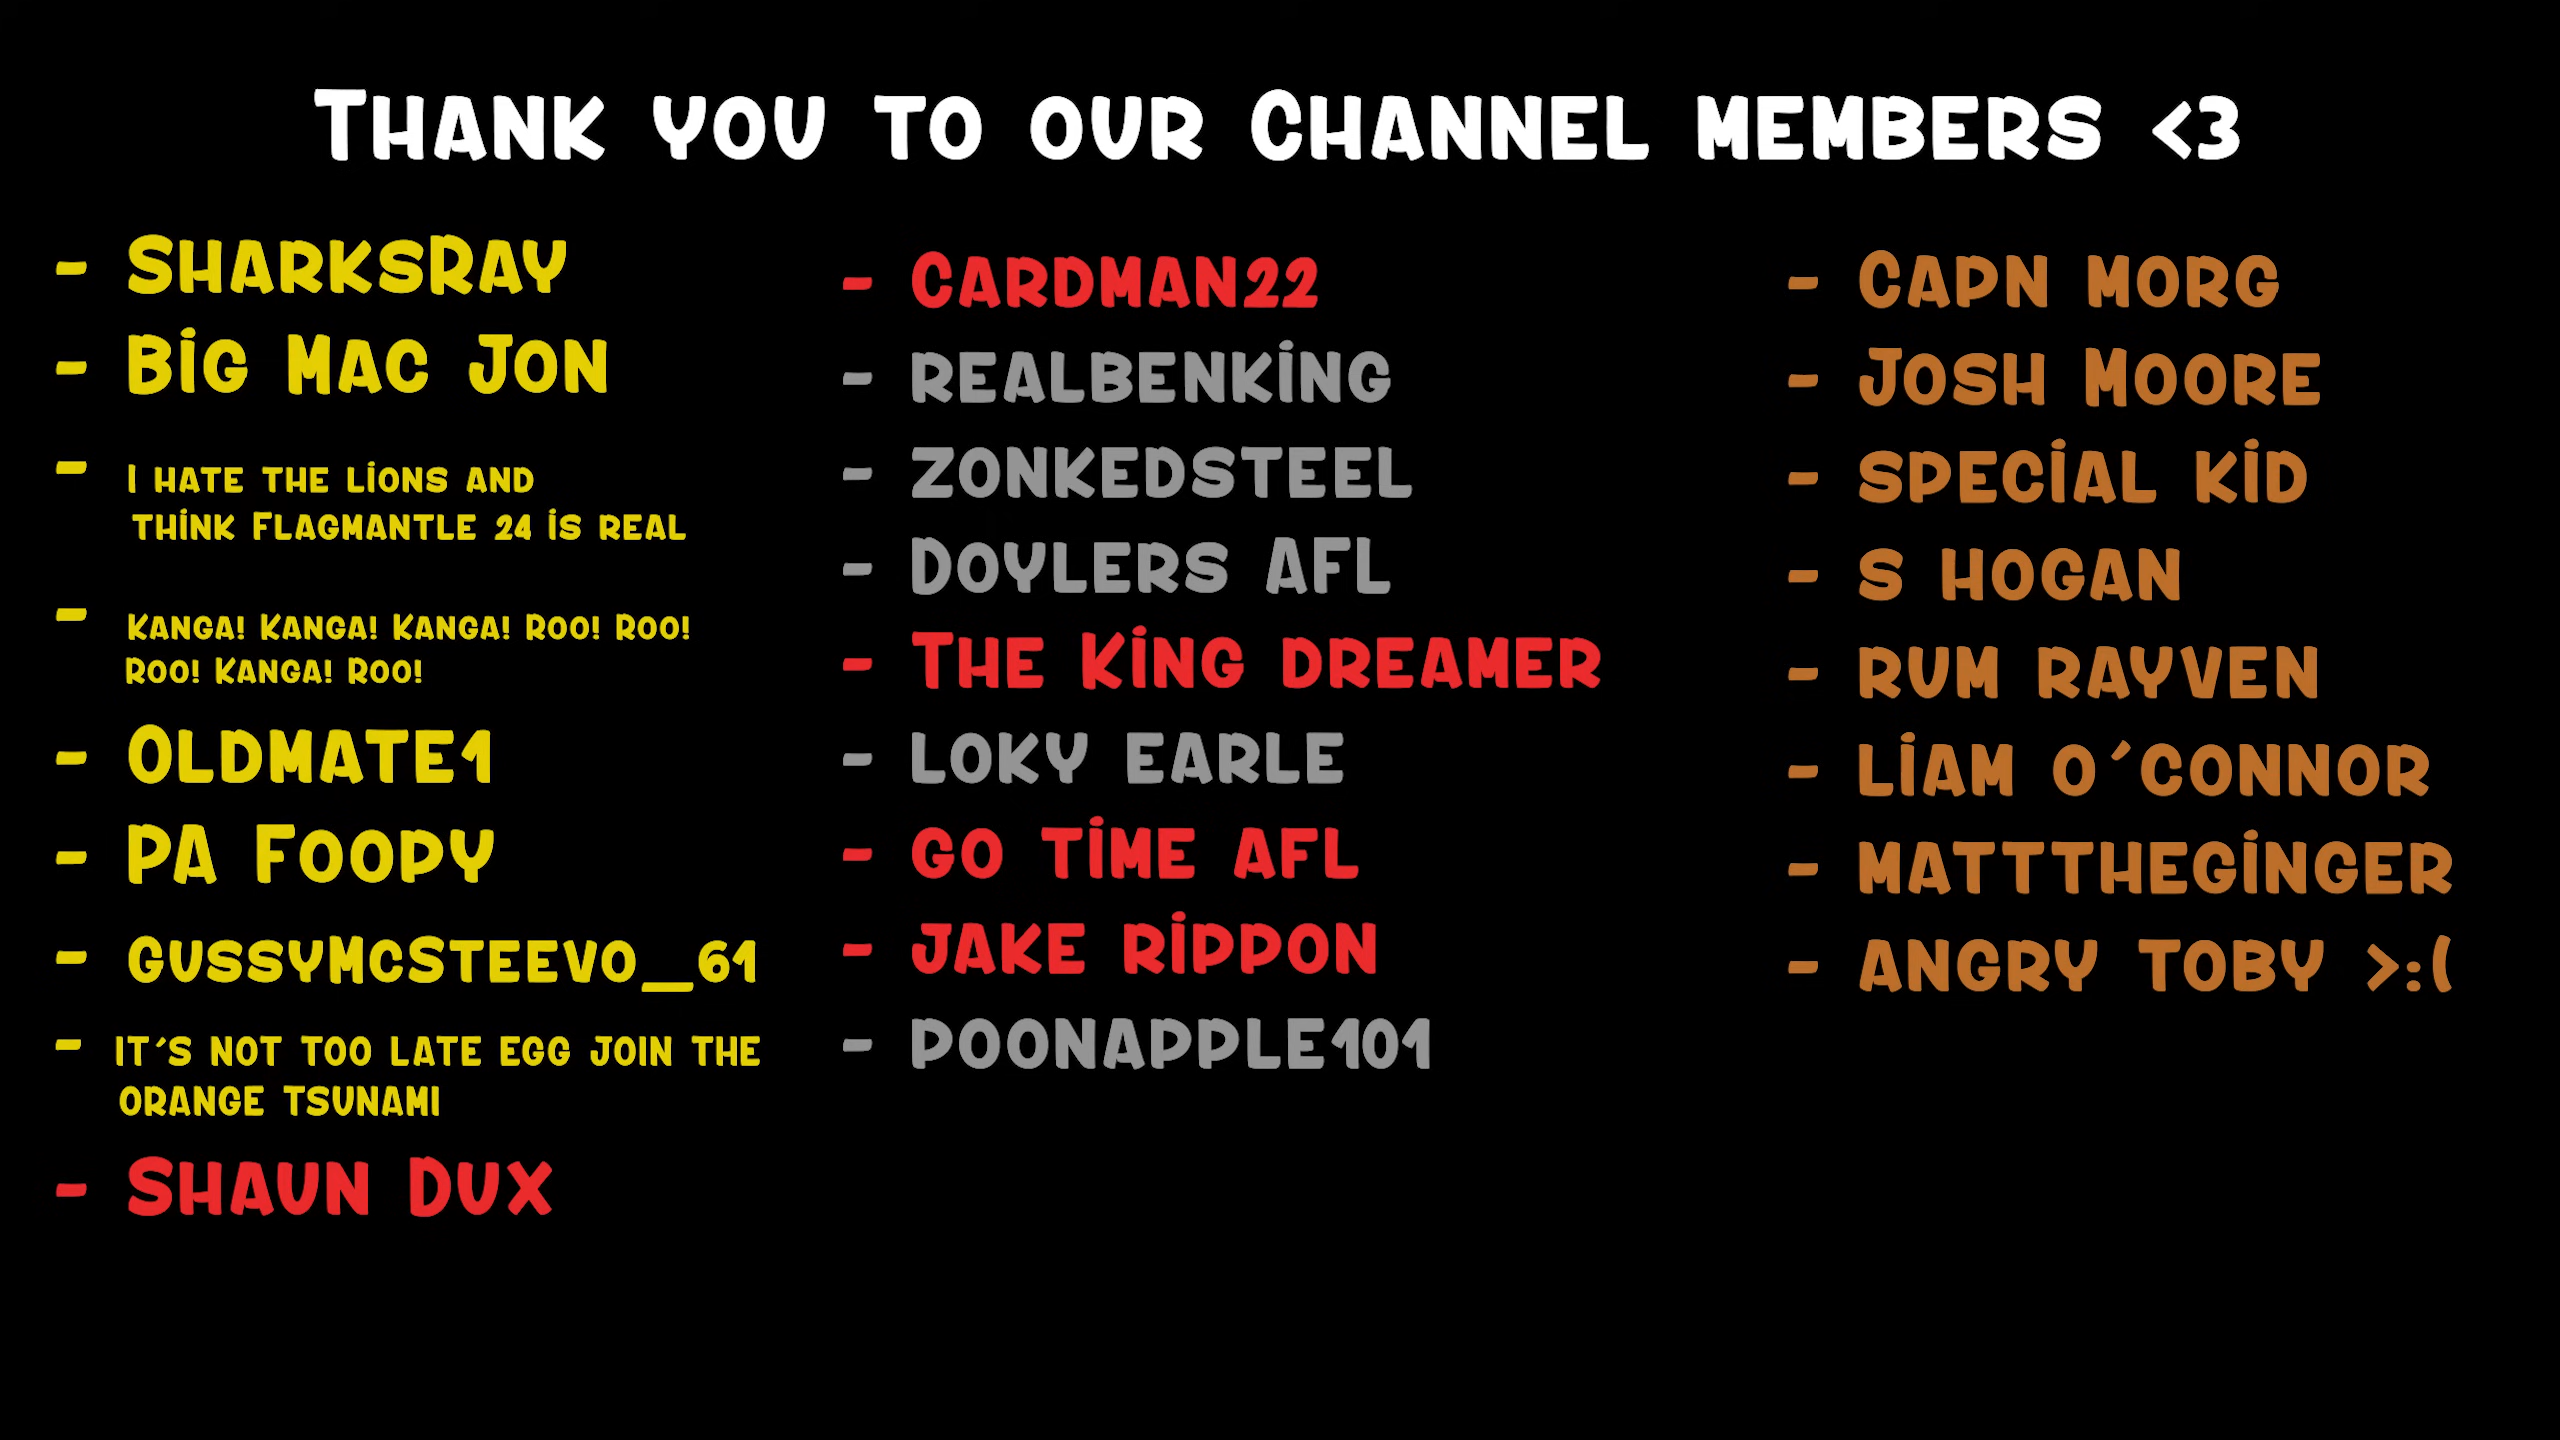 Thank you to our Channel members <3
- SharksRay
- Big Mac Jon
- I hate the lions and
think Flagmantle 24 is real
- Kanga! Kanga! Kanga! Roo! Roo!
Roo! Kanga! Roo!
- Oldmate1
- PA Foopy
- GussyMcSteevo_61
- IT'S NOT TOO LATE EGG JOIN THE
ORANGE TSUNAMI
- Shaun Dux
- Cardman22
- realbenking
- zonkedsteel
- Doylers AFL
- The King dreamer
- loky earle
- go time AFL
- jake rippon
- poonapple101
- Capn morg
- Josh Moore
- special kid
- s hogan
- rum rayven
- liam o'connor
- matttheginger
- angry toby >:(